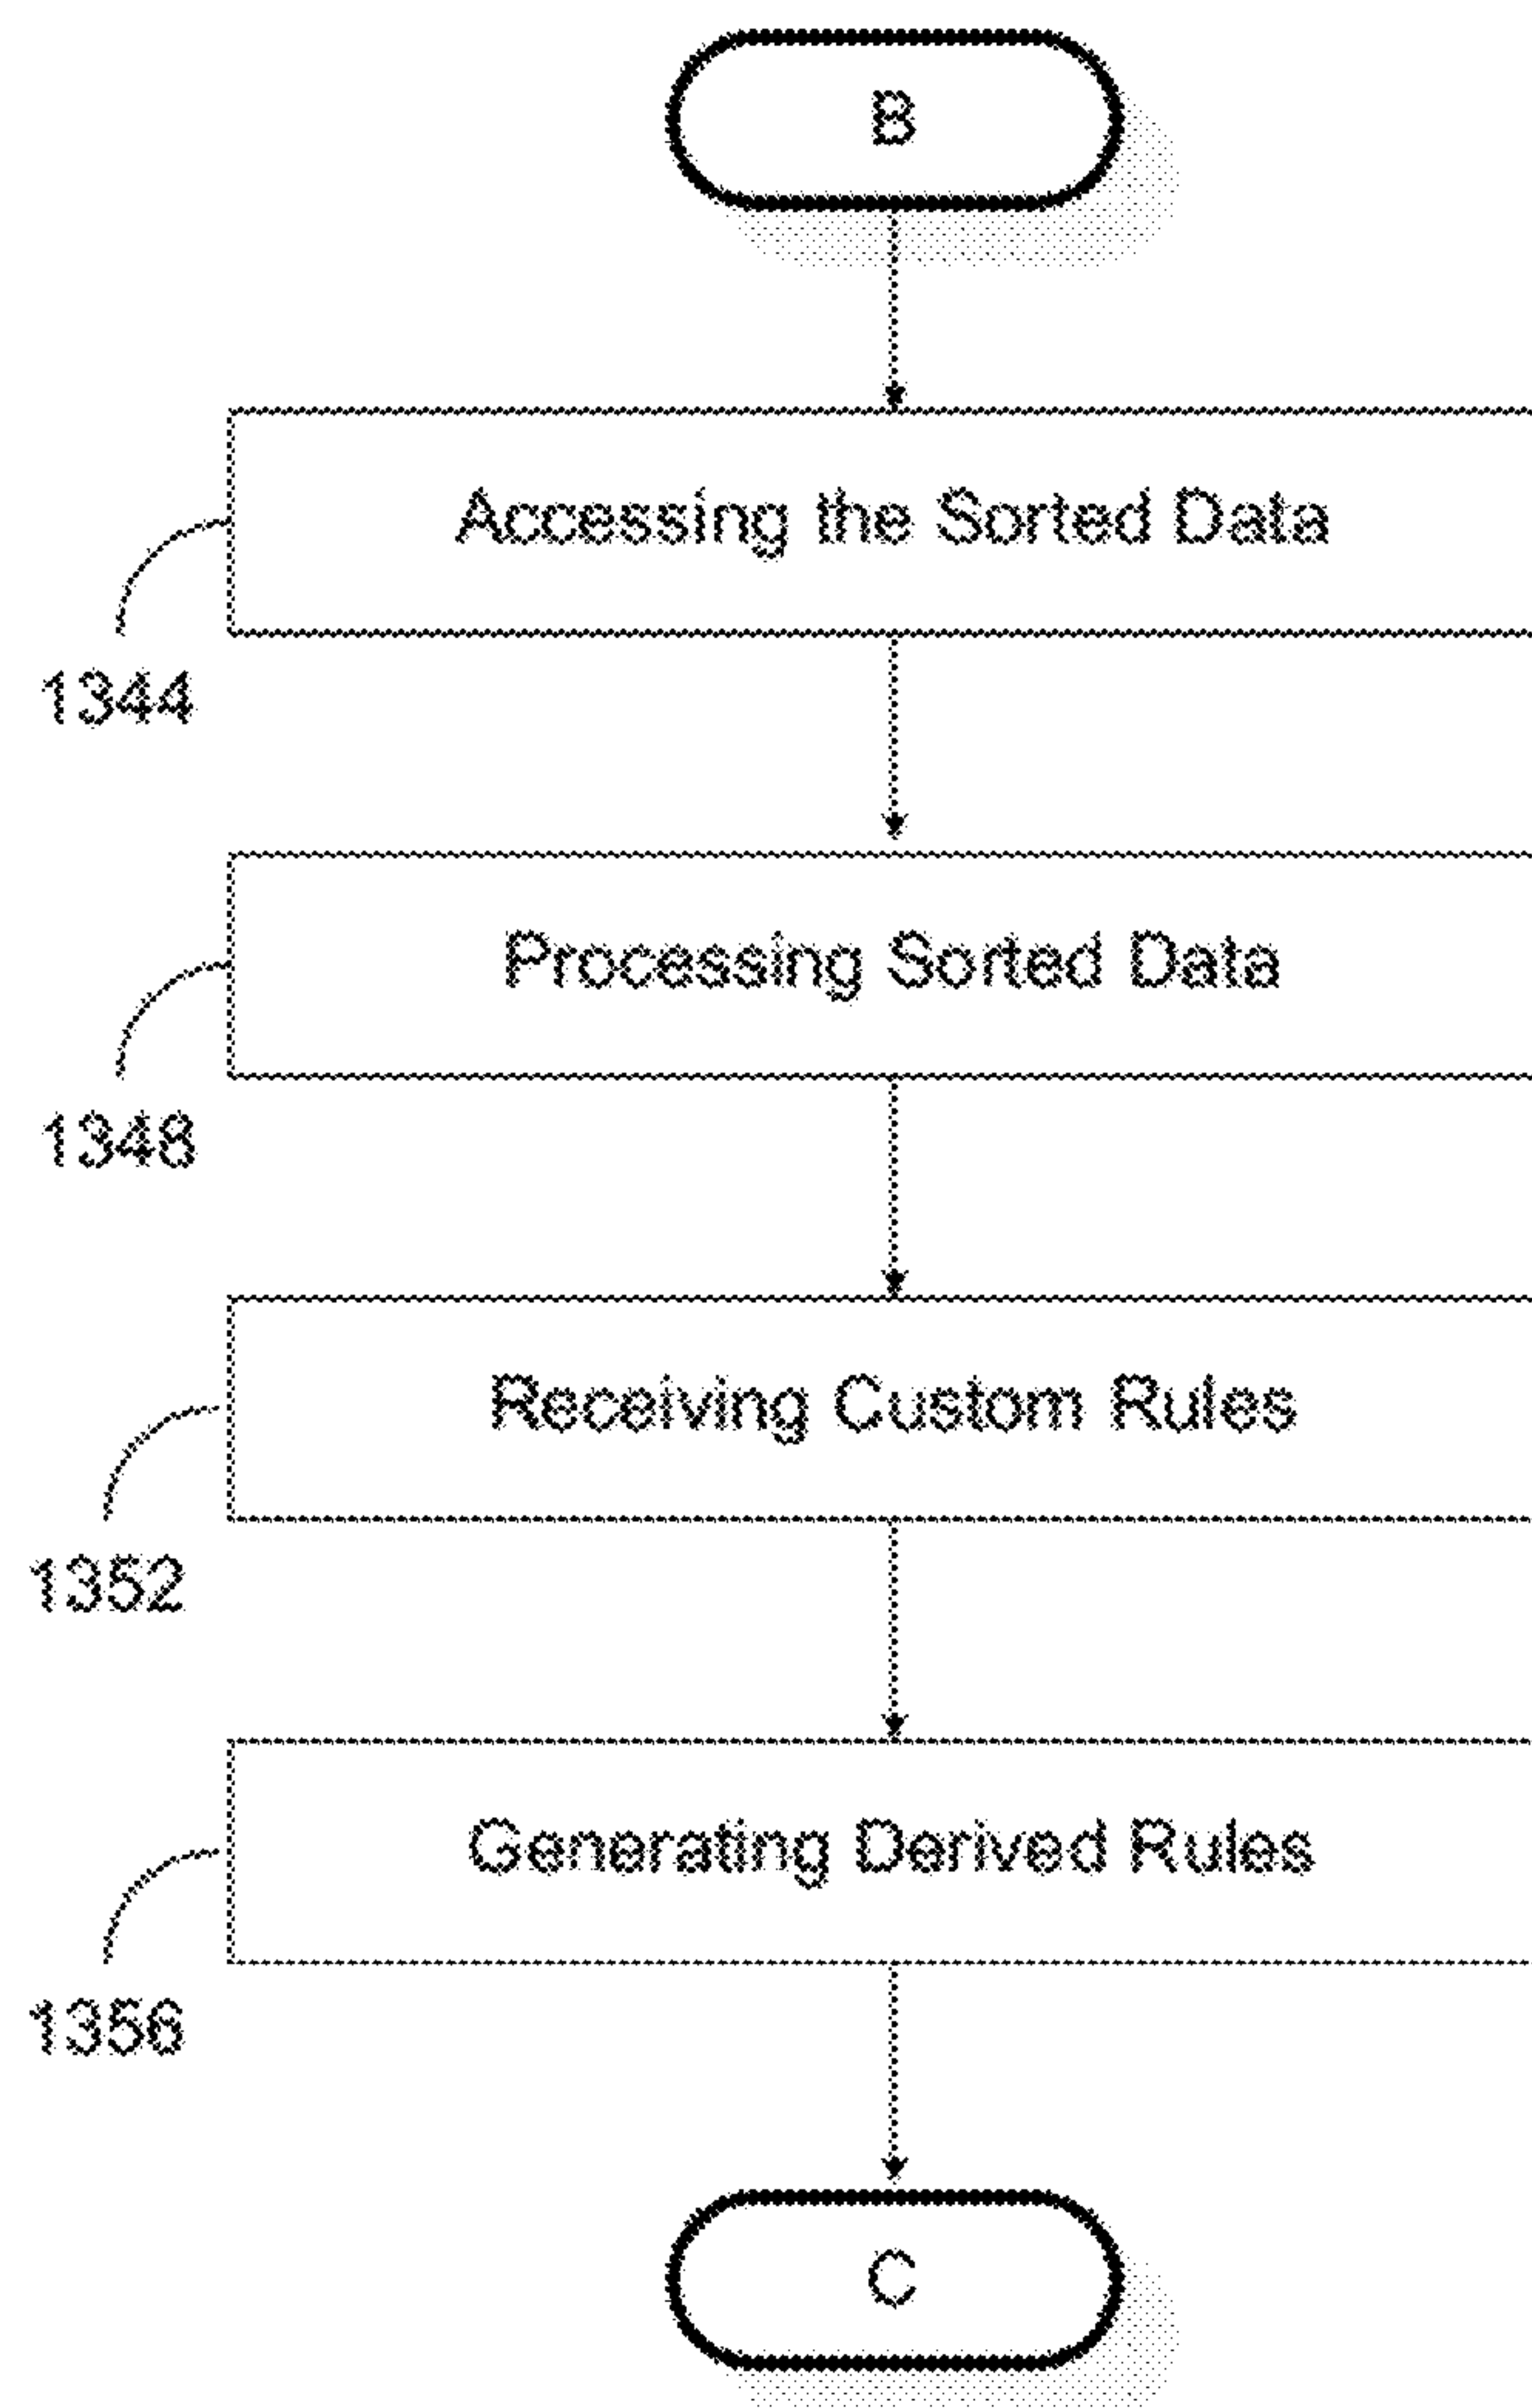 B
Accessing the Sorted Data
1344
Processing Sorted Data
1348
Receiving Custom Rules
1352
Generating Derived Rules
1356
C